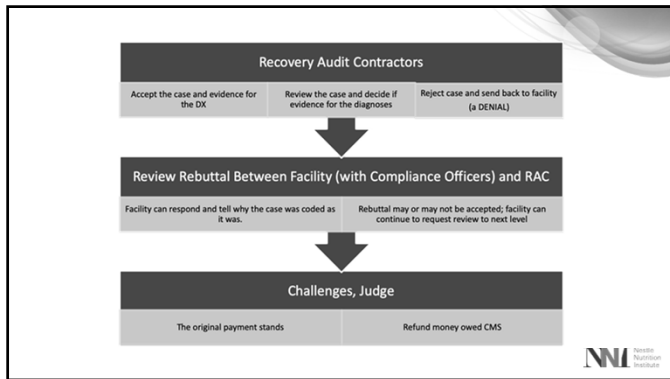 Recovery Audit Contractors
Accept the case and evidence for
the DX
Review the case and decide if
evidence for the diagnoses
Reject case and send back to facility
(a DENIAL)
Review Rebuttal Between Facility (with Compliance Officers) and RAC
Facility can respond and tell why the case was coded as
it was.
Rebuttal may or may not be accepted; facility can
continue to request review to next level
Challenges, Judge
The original payment stands
Refund money owed CMS
NNI
Nestlé
Nutrition
Institute